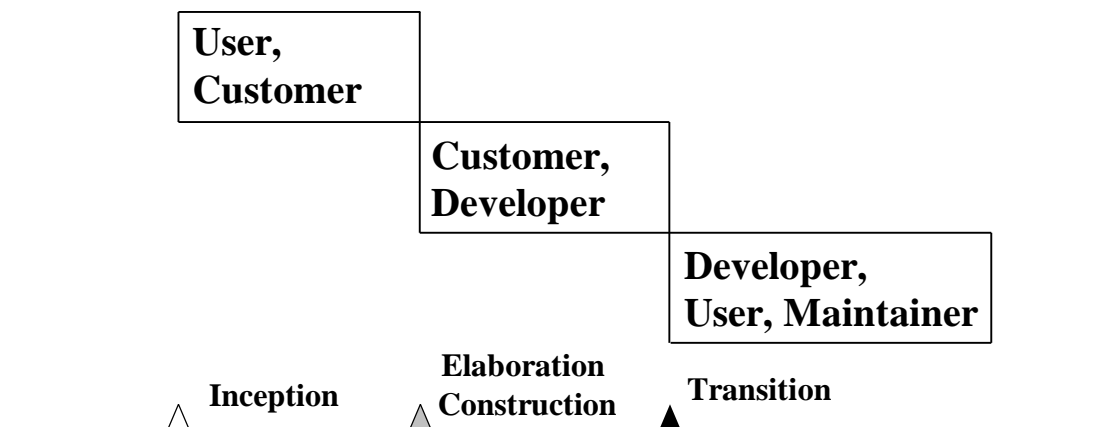 User,
Customer
Customer,
Developer
Developer,
User, Maintainer
Inception
Elaboration
Construction
Transition